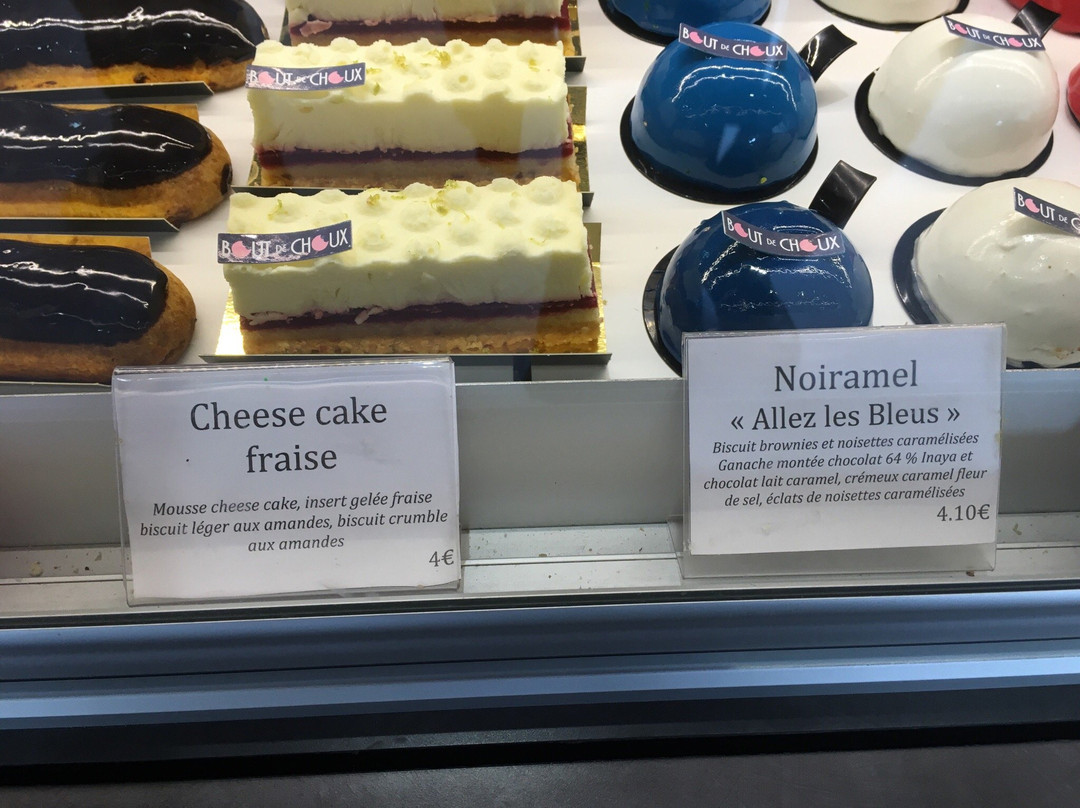 BOUT DE CHOUX
BOUT DE CHOUX
BOUT DE CHOUX
BOUT DE CHOUX
BOUT DE CHOUX
BOUT DE
Cheese cake
fraise
Mousse cheese cake, insert gelée fraise
biscuit léger aux amandes, biscuit crumble
aux amandes
4€
Noiramel
« Allez les Bleus »
Biscuit brownies et noisettes caramélisées
Ganache montée chocolat 64 % Inaya et
chocolat lait caramel, crémeux caramel fleur
de sel, éclats de noisettes caramélisées
4.10€